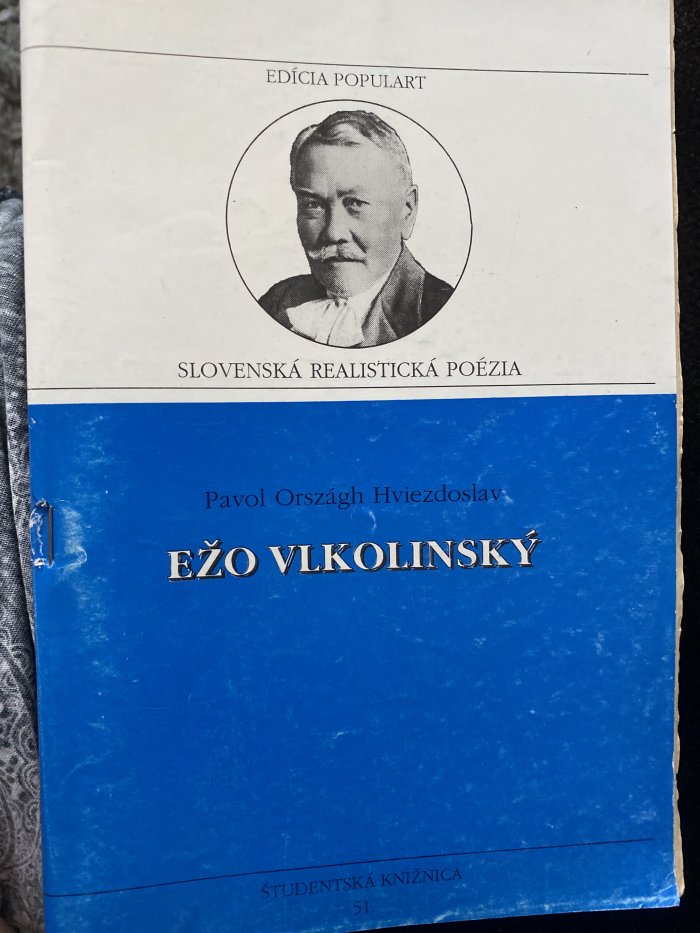 EDÍCIA POPULART
SLOVENSKÁ REALISTICKÁ POÉZIA
Pavol Országh Hviezdoslav
EŽO VLKOLINSKÝ
ŠTUDENTSKÁ KNIŽNICA
51